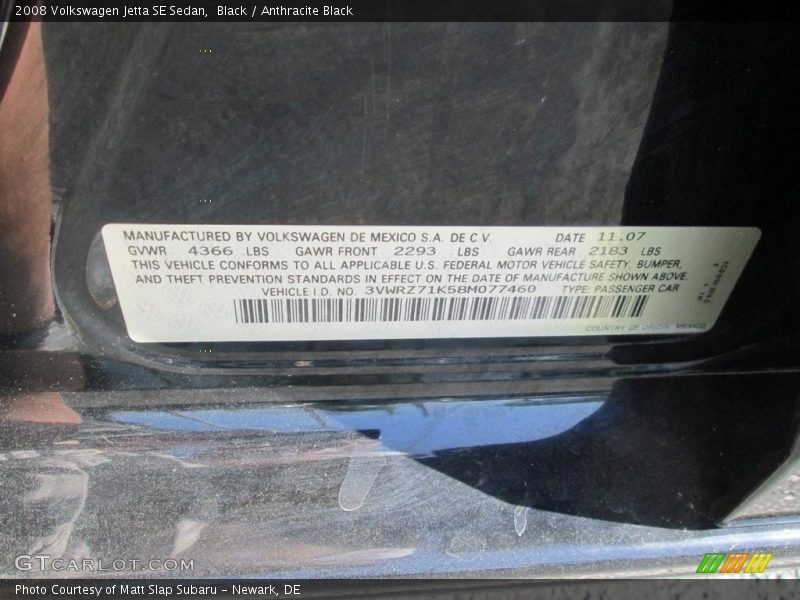 2008 Volkswagen Jetta SE Sedan,  Black / Anthracite Black
MANUFACTURED BY VOLKSWAGEN DE MEXICO S.A. DE C.V. DATE 11.07
GVWR 4366 LBS GAWR FRONT 2293 LBS GAWR REAR 2183 LBS
THIS VEHICLE CONFORMS TO ALL APPLICABLE U.S. FEDERAL MOTOR VEHICLE SAFETY, BUMPER,
AND THEFT PREVENTION STANDARDS IN EFFECT ON THE DATE OF MANUFACTURE SHOWN ABOVE.
VEHICLE I.D. NO. 3VWRZ71K58M077460 TYPE: PASSENGER CAR
COUNTRY OF ORIGIN: MEXICO
GTCARLOT.COM
Photo Courtesy of Matt Slap Subaru - Newark, DE